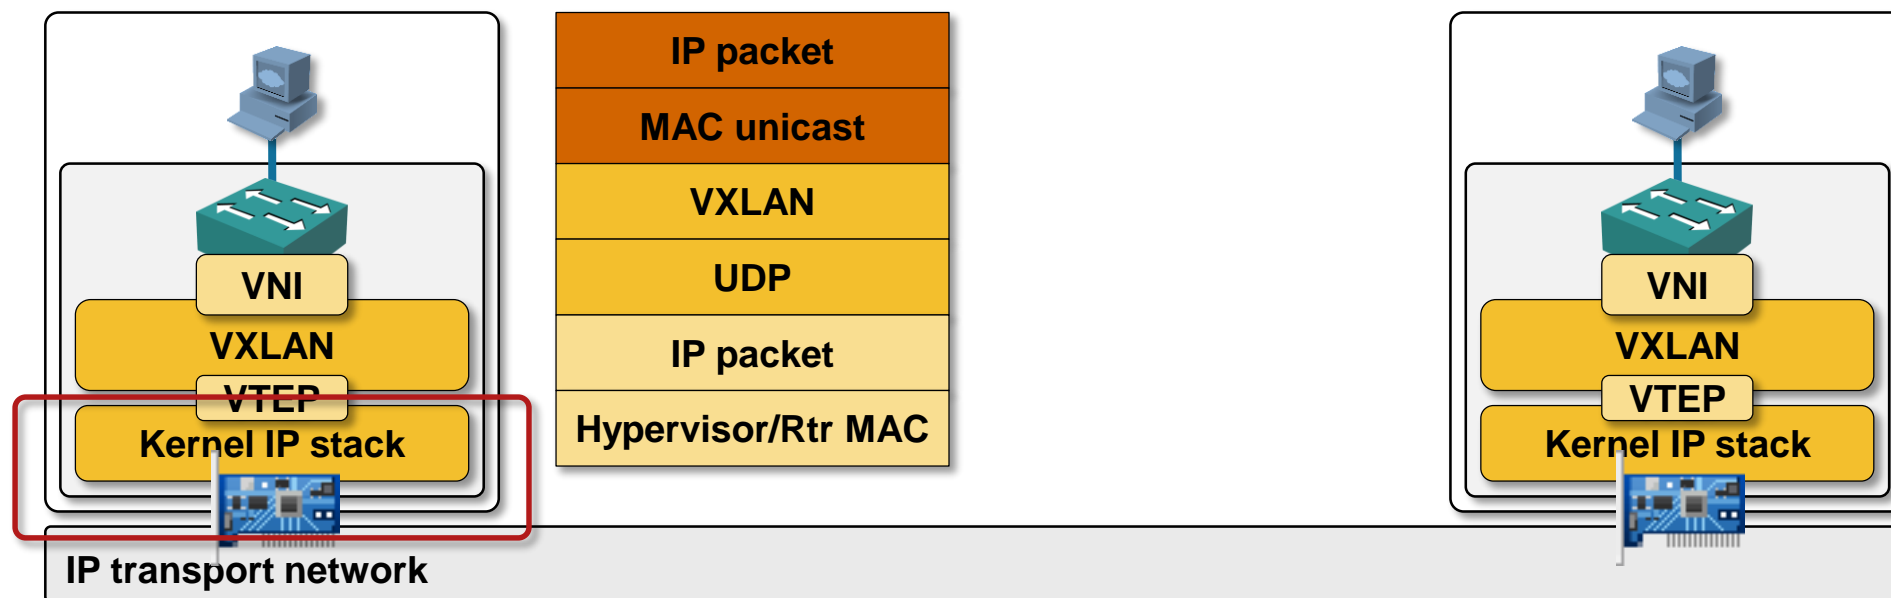 IP packet
MAC unicast
VXLAN
UDP
IP packet
Hypervisor/Rtr MAC
VNI
VXLAN
VTEP
Kernel IP stack
VNI
VXLAN
VTEP
Kernel IP stack
IP transport network